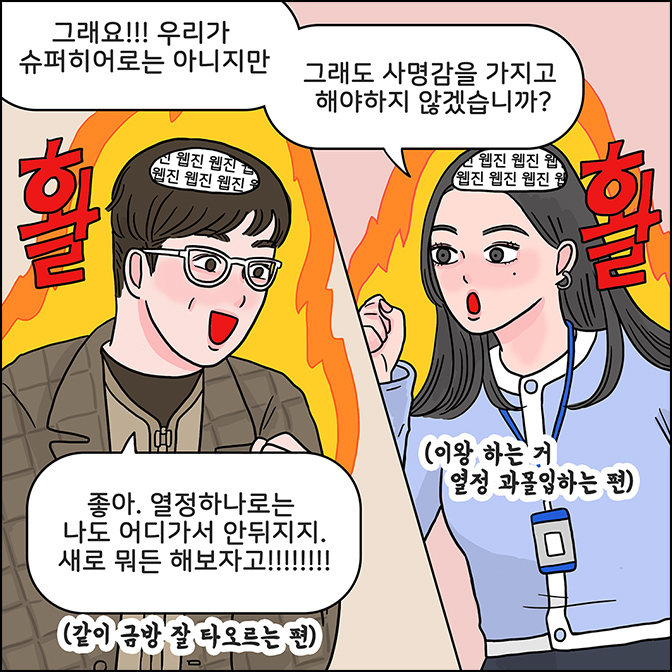 그래요!!! 우리가
슈퍼히어로는 아니지만
그래도 사명감을 가지고
해야하지 않겠습니까?
진 웹진 웹진 웹
웹진 웹진 웹진 웹
진 웹진 웹진 웹
웹진 웹진 웹진 웹
활
활
(이왕 하는 거
열정 과몰입하는 편)
좋아. 열정하나로는
나도 어디가서 안뒤지지.
새로 뭐든 해보자고!!!!!!!!!
(같이 금방 잘 타오르는 편)